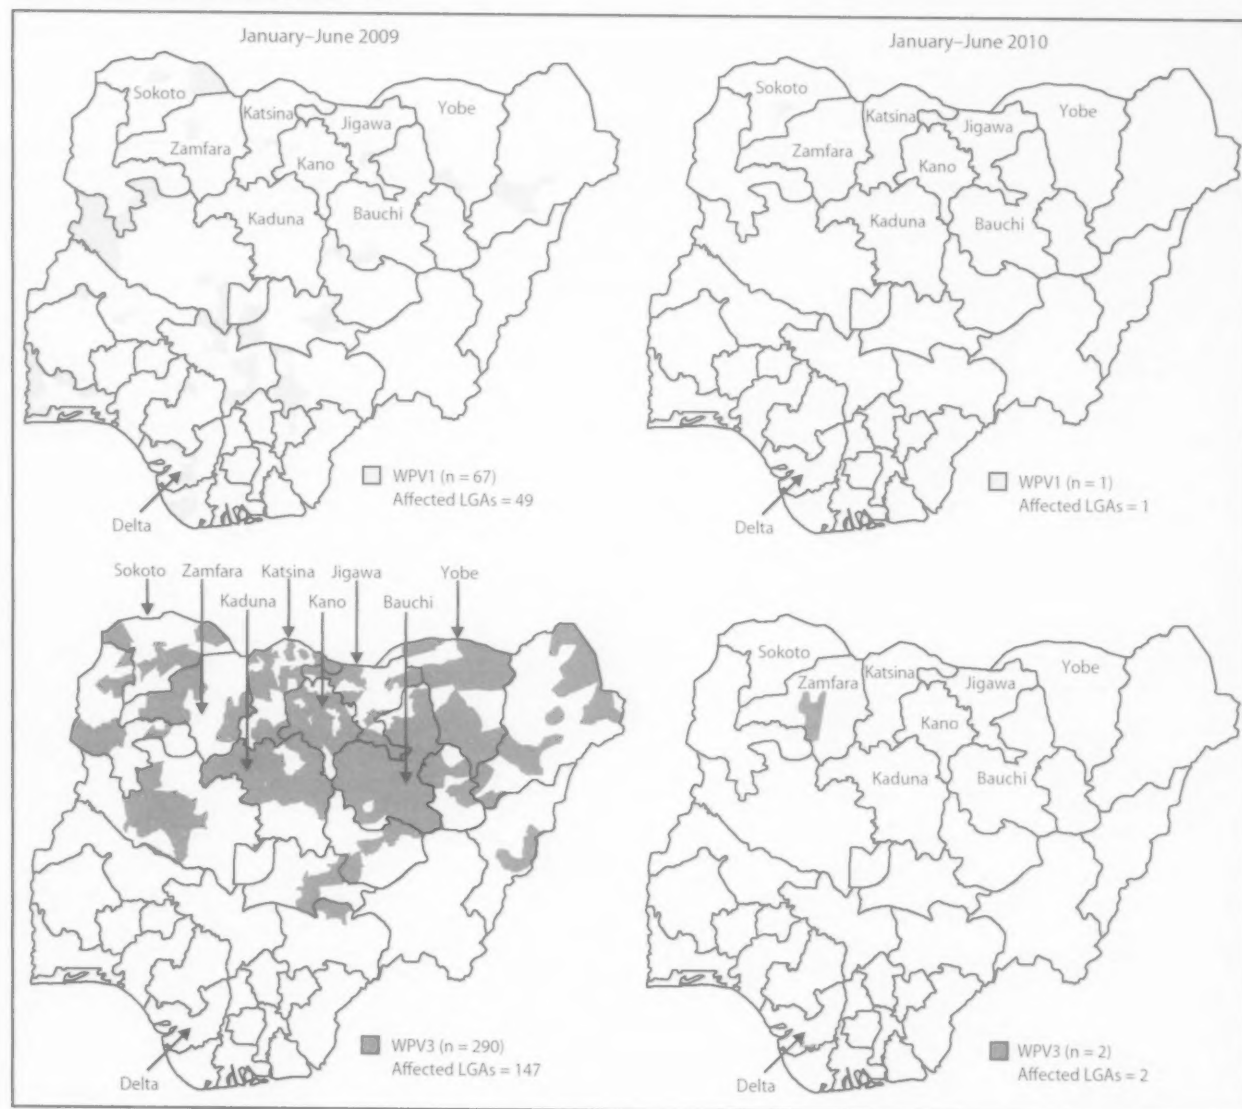 January–June 2009
Sokoto
Katsina
Yobe
Jigawa
Zamfara
Kano
Kaduna
Bauchi
WPV1 (n = 67)
Affected LGAs = 49
Delta
January–June 2010
Sokoto
Katsina
Yobe
Jigawa
Zamfara
Kano
Kaduna
Bauchi
WPV1 (n = 1)
Affected LGAs = 1
Delta
Sokoto
Zamfara
Katsina
Jigawa
Yobe
Kaduna
Kano
Bauchi
WPV3 (n = 290)
Affected LGAs = 147
Delta
Sokoto
Katsina
Yobe
Zamfara
Jigawa
Kano
Kaduna
Bauchi
WPV3 (n = 2)
Affected LGAs = 2
Delta